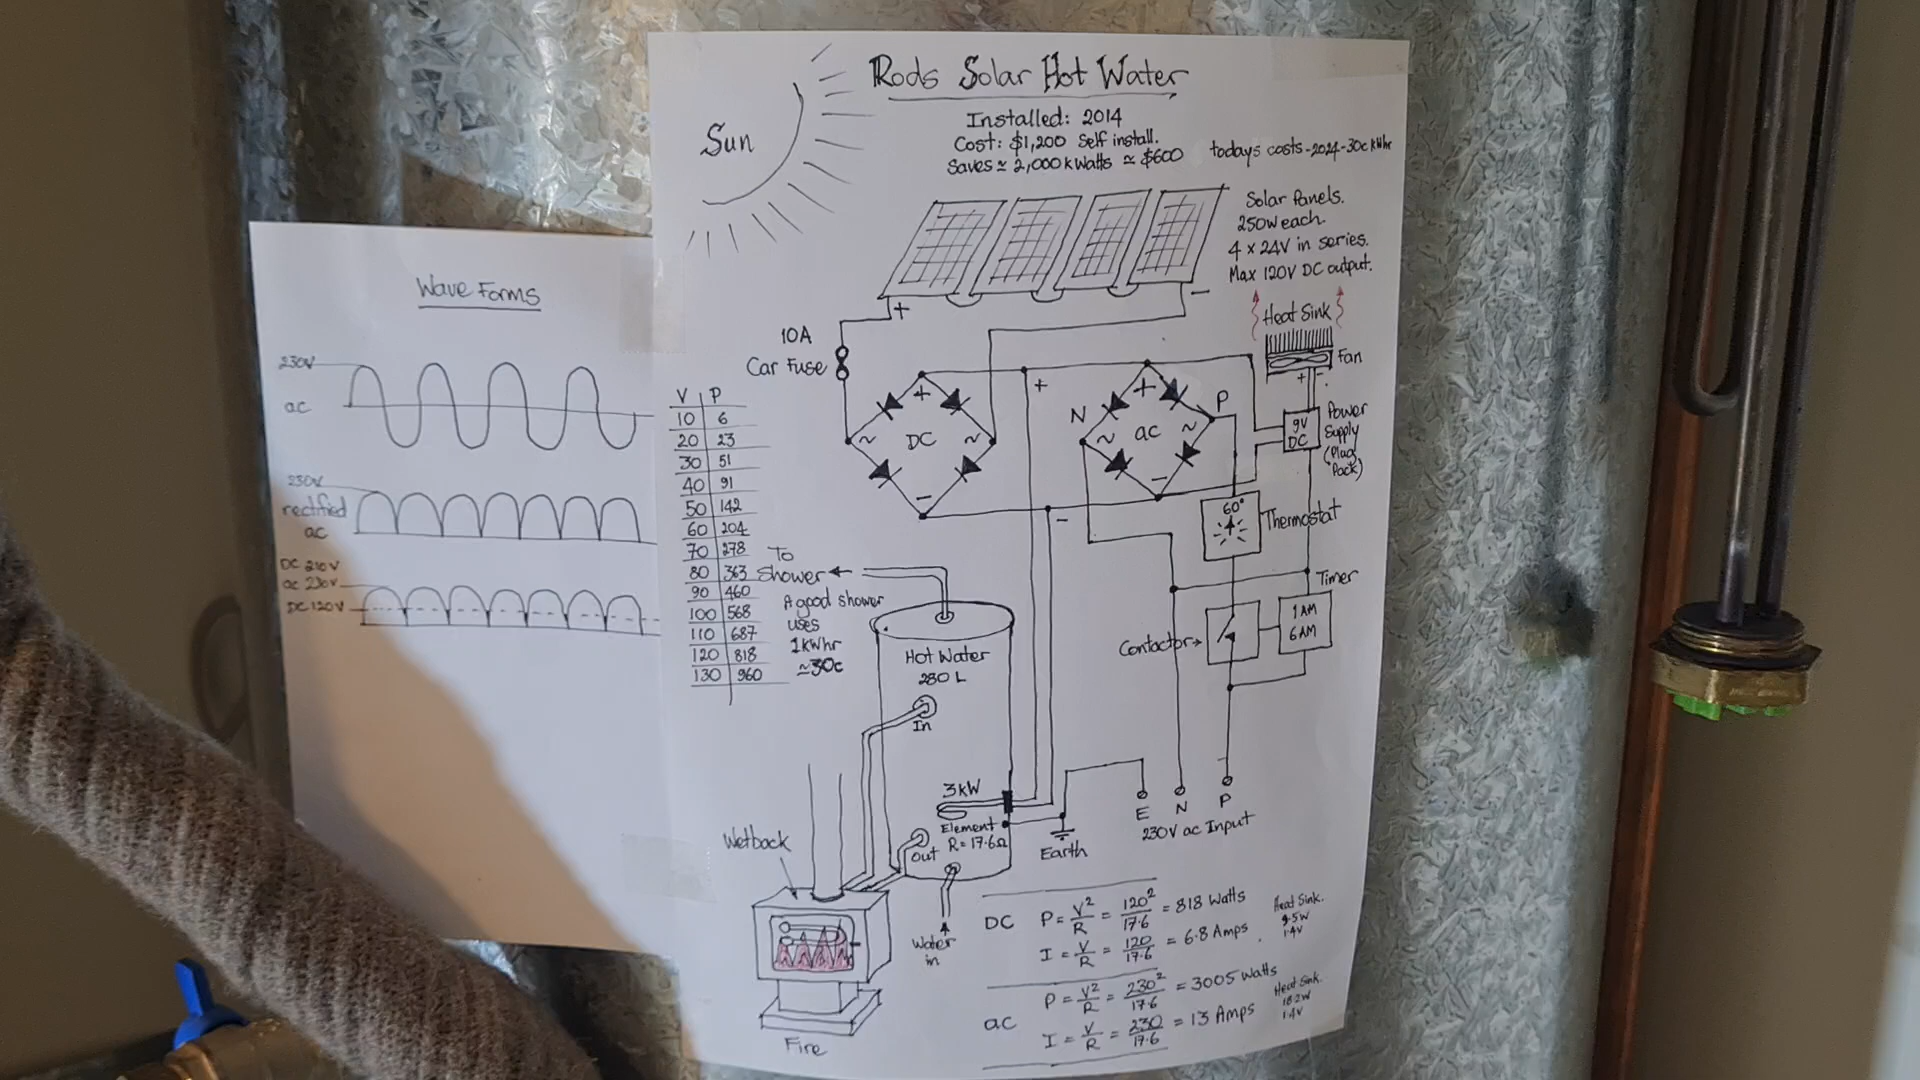 Rods Solar Hot Water
Installed: 2014
Cost: $1,200 Self install.
Saves ≃ 2,000 kWatts ≃ $600 todays costs-2024-30c kWhr
Sun
Solar Panels.
250W each.
4 x 24V in series.
Max 120V DC output.
+ -
10A
Car Fuse
Heat Sink
Fan
+ -
Power
Supply
(Plug
Pack)
9V
DC
+
~ DC ~
-
+
-
N + P
~ ac ~
-
60°
Thermostat
Timer
1 AM
6 AM
Contactor→
V P
10 6
20 23
30 51
40 91
50 142
60 204
70 278
80 363
90 460
100 568
110 687
120 818
130 960
To
Shower ←
A good shower
uses
1kWhr
≃30c
Hot Water
280 L
In
3kW
Element
R=17.6Ω
Out
Earth
E N P
230V ac Input
Wetback
Water
in
Fire
DC P = V²/R = 120²/17.6 = 818 Watts
I = V/R = 120/17.6 = 6.8 Amps
Heat Sink.
9.5W
1.4V
ac P = V²/R = 230²/17.6 = 3005 Watts
I = V/R = 230/17.6 = 13 Amps
Heat Sink.
18.2W
1.4V
Wave Forms
230V
ac
230V
rectified
ac
DC 210V
ac 230V
DC 120V